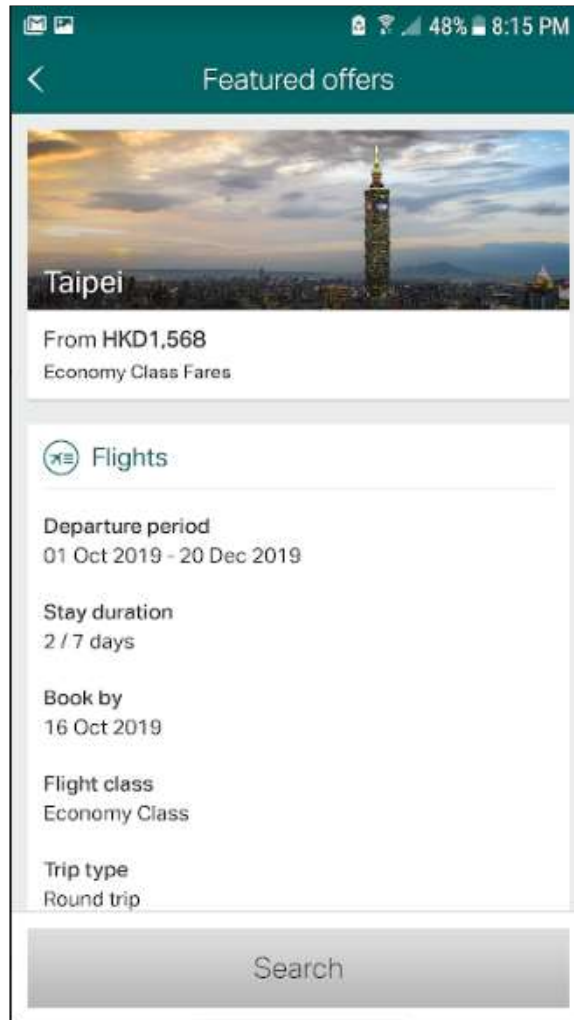 48% 8:15 PM
Featured offers
Taipei
From HKD1,568
Economy Class Fares
Flights
Departure period
01 Oct 2019 - 20 Dec 2019
Stay duration
2 / 7 days
Book by
16 Oct 2019
Flight class
Economy Class
Trip type
Round trip
Search